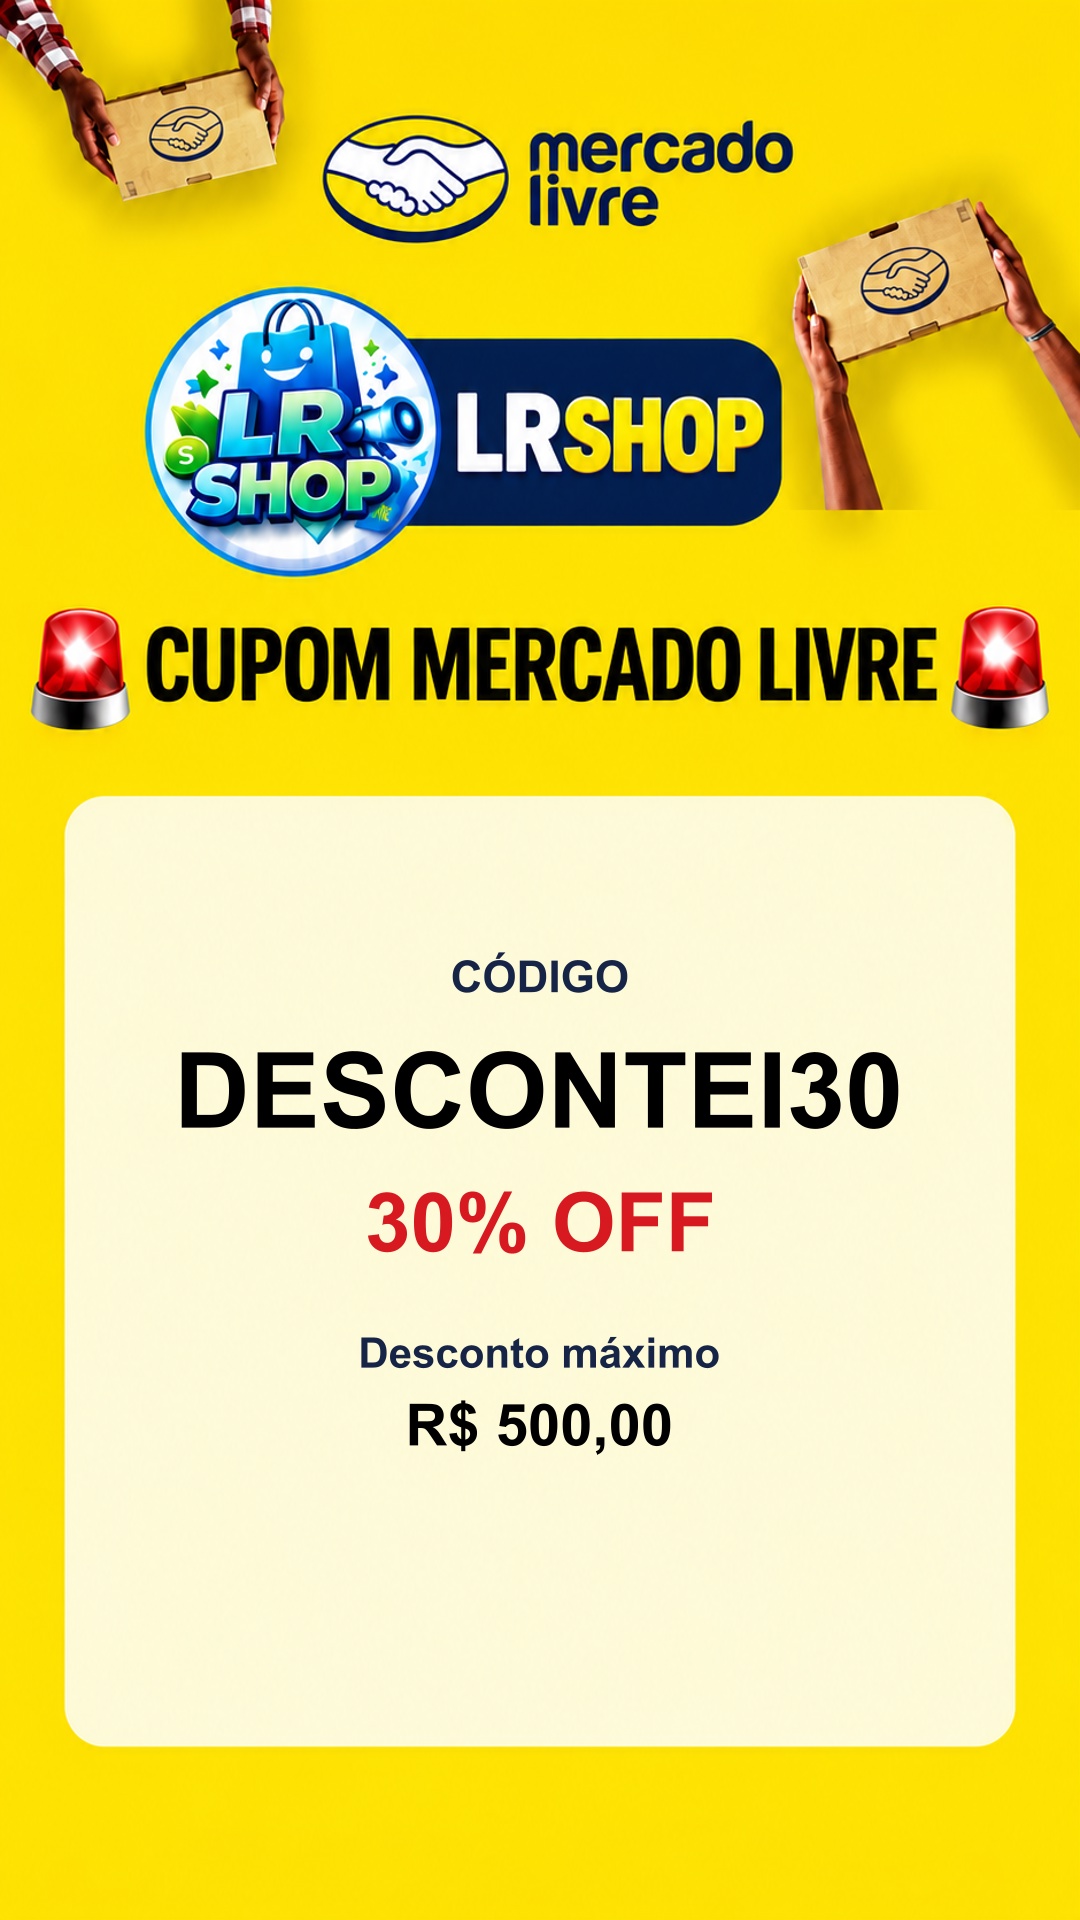 mercado
livre
LR
SHOP
LRSHOP
S
CUPOM MERCADO LIVRE
CÓDIGO
DESCONTEI30
30% OFF
Desconto máximo
R$ 500,00